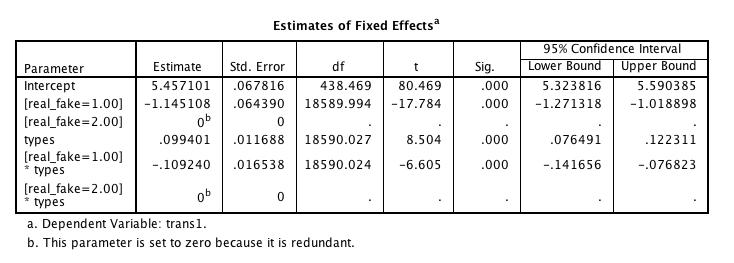 Estimates of Fixed Effects^a
95% Confidence Interval
Parameter Estimate Std. Error df t Sig. Lower Bound Upper Bound
Intercept 5.457101 .067816 438.469 80.469 .000 5.323816 5.590385
[real_fake=1.00] −1.145108 .064390 18589.994 −17.784 .000 −1.271318 −1.018898
[real_fake=2.00] 0^b 0 . . . . .
types .099401 .011688 18590.027 8.504 .000 .076491 .122311
[real_fake=1.00]
* types −.109240 .016538 18590.024 −6.605 .000 −.141656 −.076823
[real_fake=2.00]
* types 0^b 0 . . . . .
a. Dependent Variable: trans1.
b. This parameter is set to zero because it is redundant.